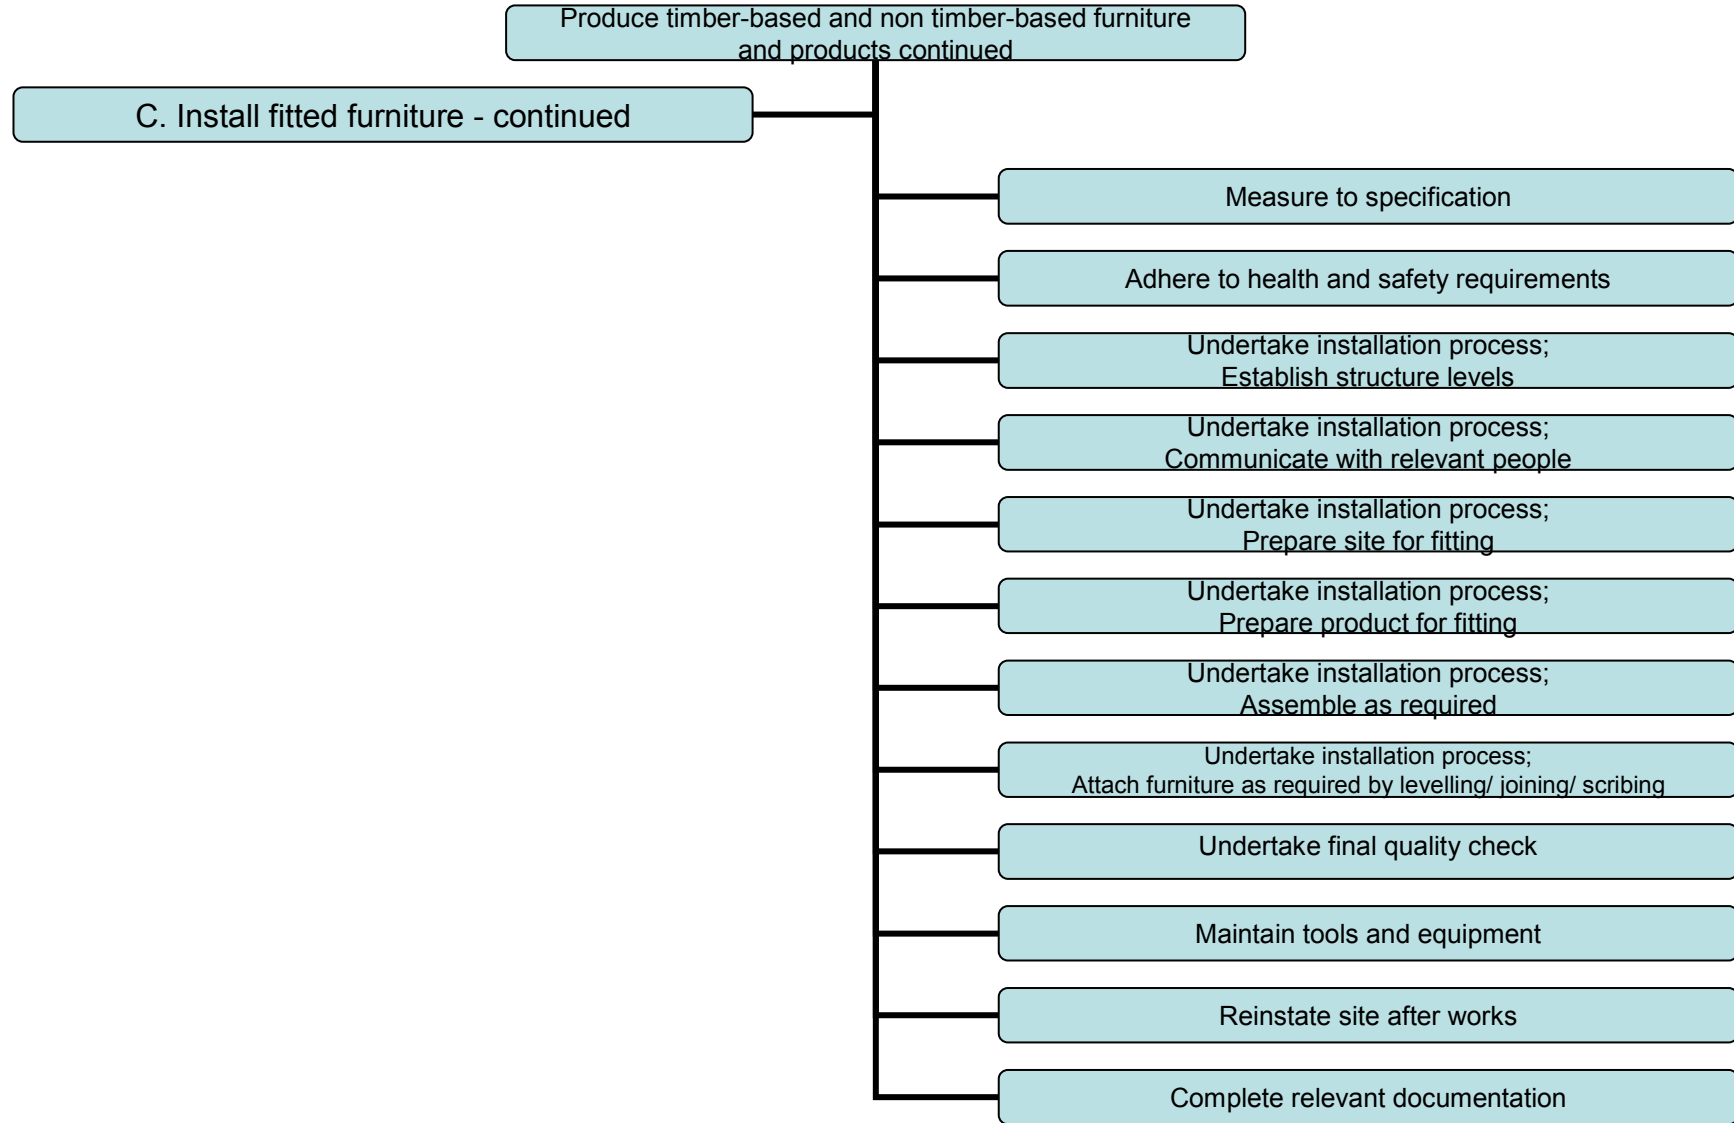 Produce timber-based and non timber-based furniture
and products continued
C. Install fitted furniture - continued
Measure to specification
Adhere to health and safety requirements
Undertake installation process;
Establish structure levels
Undertake installation process;
Communicate with relevant people
Undertake installation process;
Prepare site for fitting
Undertake installation process;
Prepare product for fitting
Undertake installation process;
Assemble as required
Undertake installation process;
Attach furniture as required by levelling/ joining/ scribing
Undertake final quality check
Maintain tools and equipment
Reinstate site after works
Complete relevant documentation